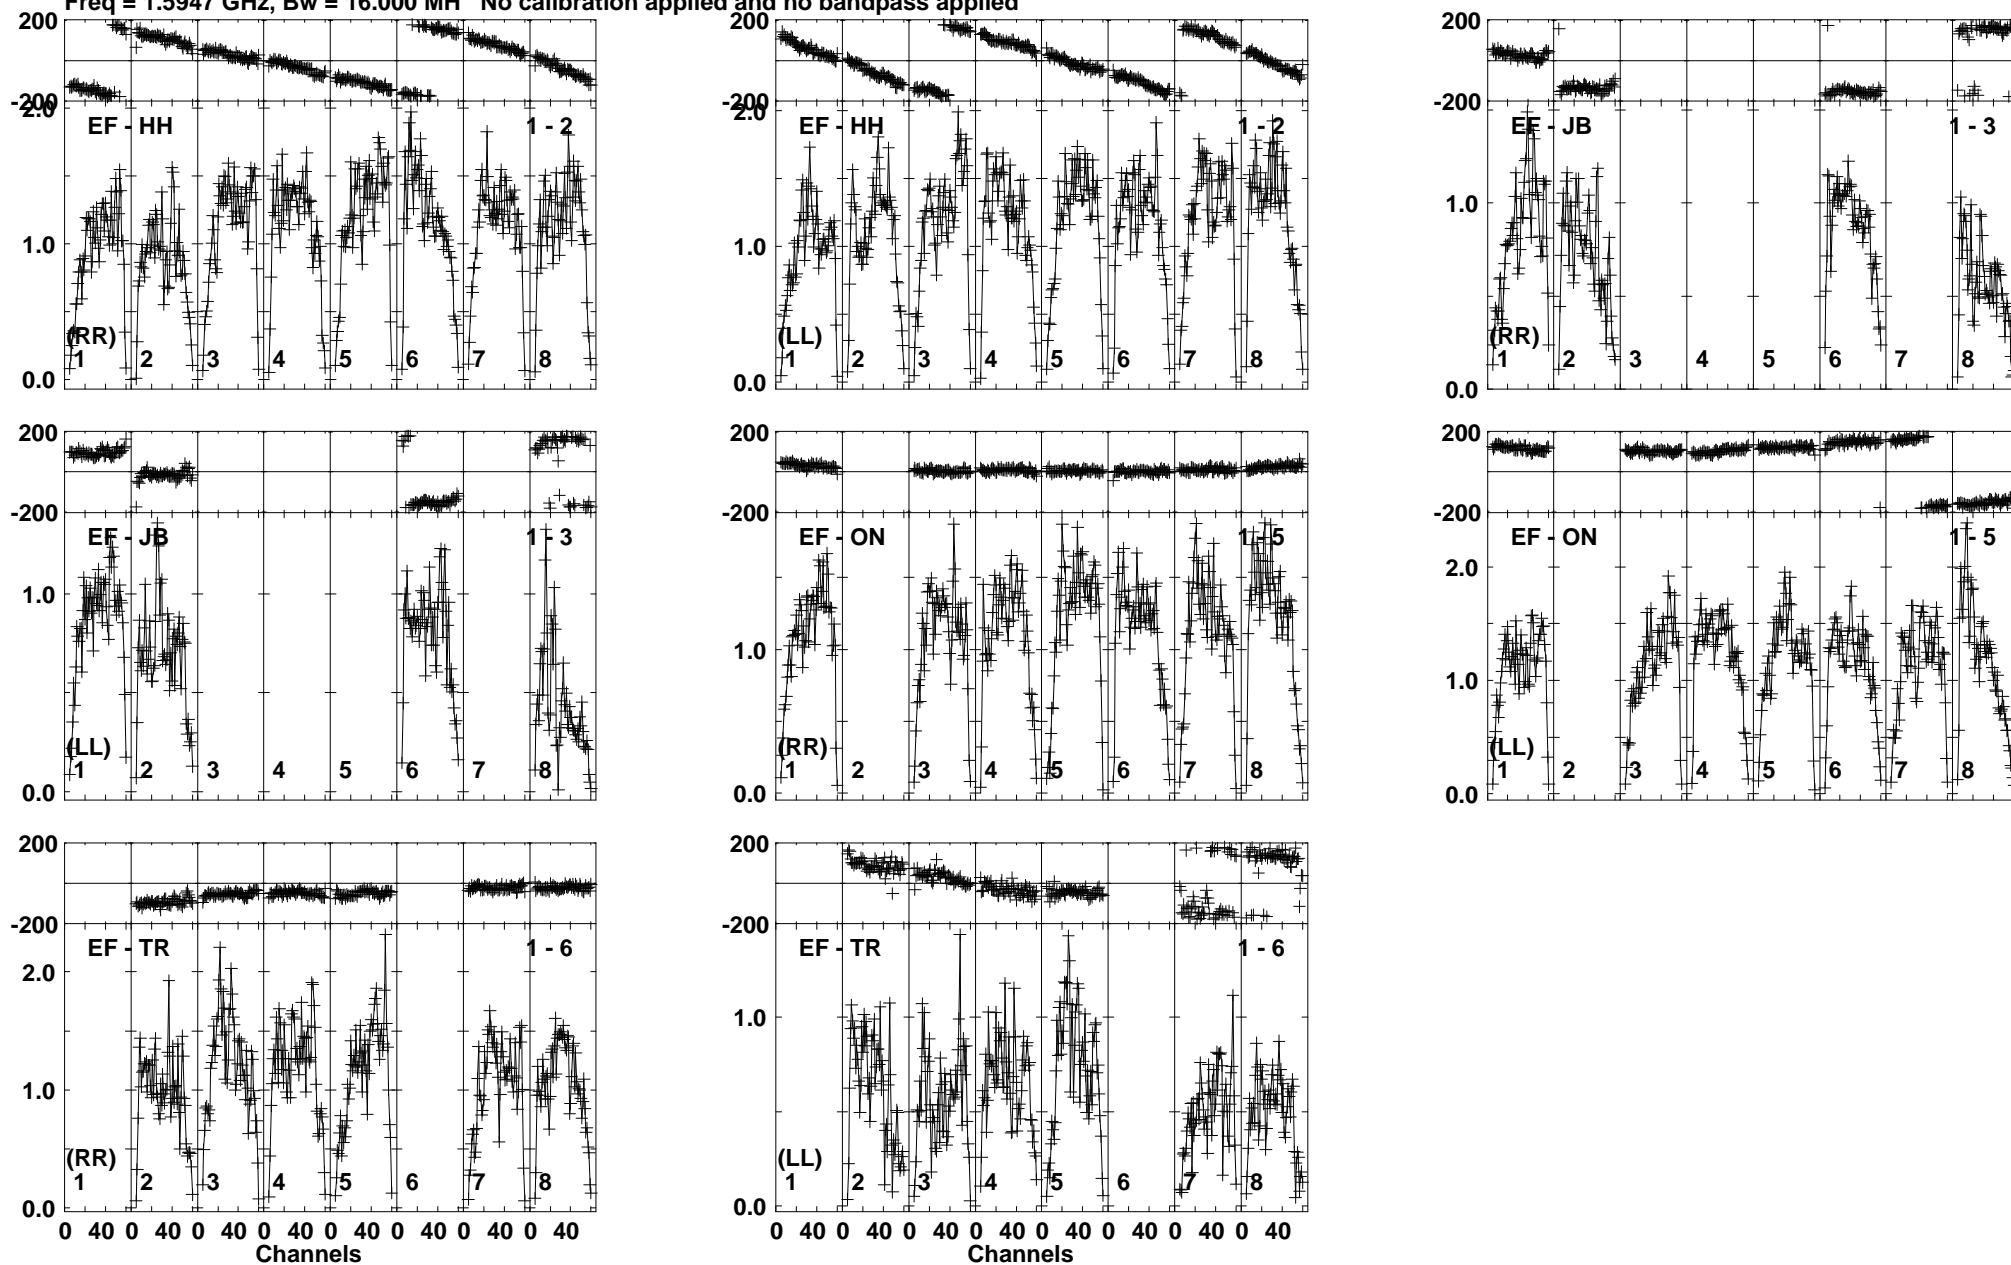 Freq = 1.5947 GHz, Bw = 16.000 MH No calibration applied and no bandpass applied
200 200 200
-200 -200 -200
2.0 EF - HH 1 - 2 2.0 EF - HH 1 - 2 EF - JB 1 - 3
1.0 1.0 1.0
(RR) (LL) (RR)
1 2 3 4 5 6 7 8 1 2 3 4 5 6 7 8 1 2 3 4 5 6 7 8
0.0 0.0 0.0
200 200 200
-200 -200 -200
EF - JB 1 - 3 EF - ON 1 - 5 EF - ON 1 - 5
2.0
1.0 1.0 1.0
(LL) (RR) (LL)
1 2 3 4 5 6 7 8 1 2 3 4 5 6 7 8 1 2 3 4 5 6 7 8
0.0 0.0 0.0
200 200
-200 -200
EF - TR 1 - 6 EF - TR 1 - 6
2.0
1.0 1.0
(RR) (LL)
1 2 3 4 5 6 7 8 1 2 3 4 5 6 7 8
0.0 0.0
0 40 0 40 0 40 0 40 0 40 0 40 0 40 0 40 0 40 0 40 0 40 0 40 0 40 0 40 0 40 0 40
Channels Channels